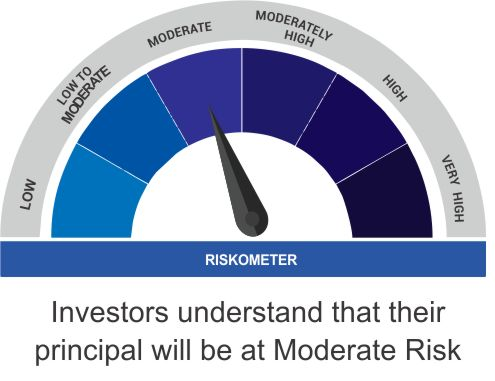 LOW
LOW TO
MODERATE
MODERATE
MODERATELY
HIGH
HIGH
VERY HIGH
RISKOMETER
Investors understand that their
principal will be at Moderate Risk